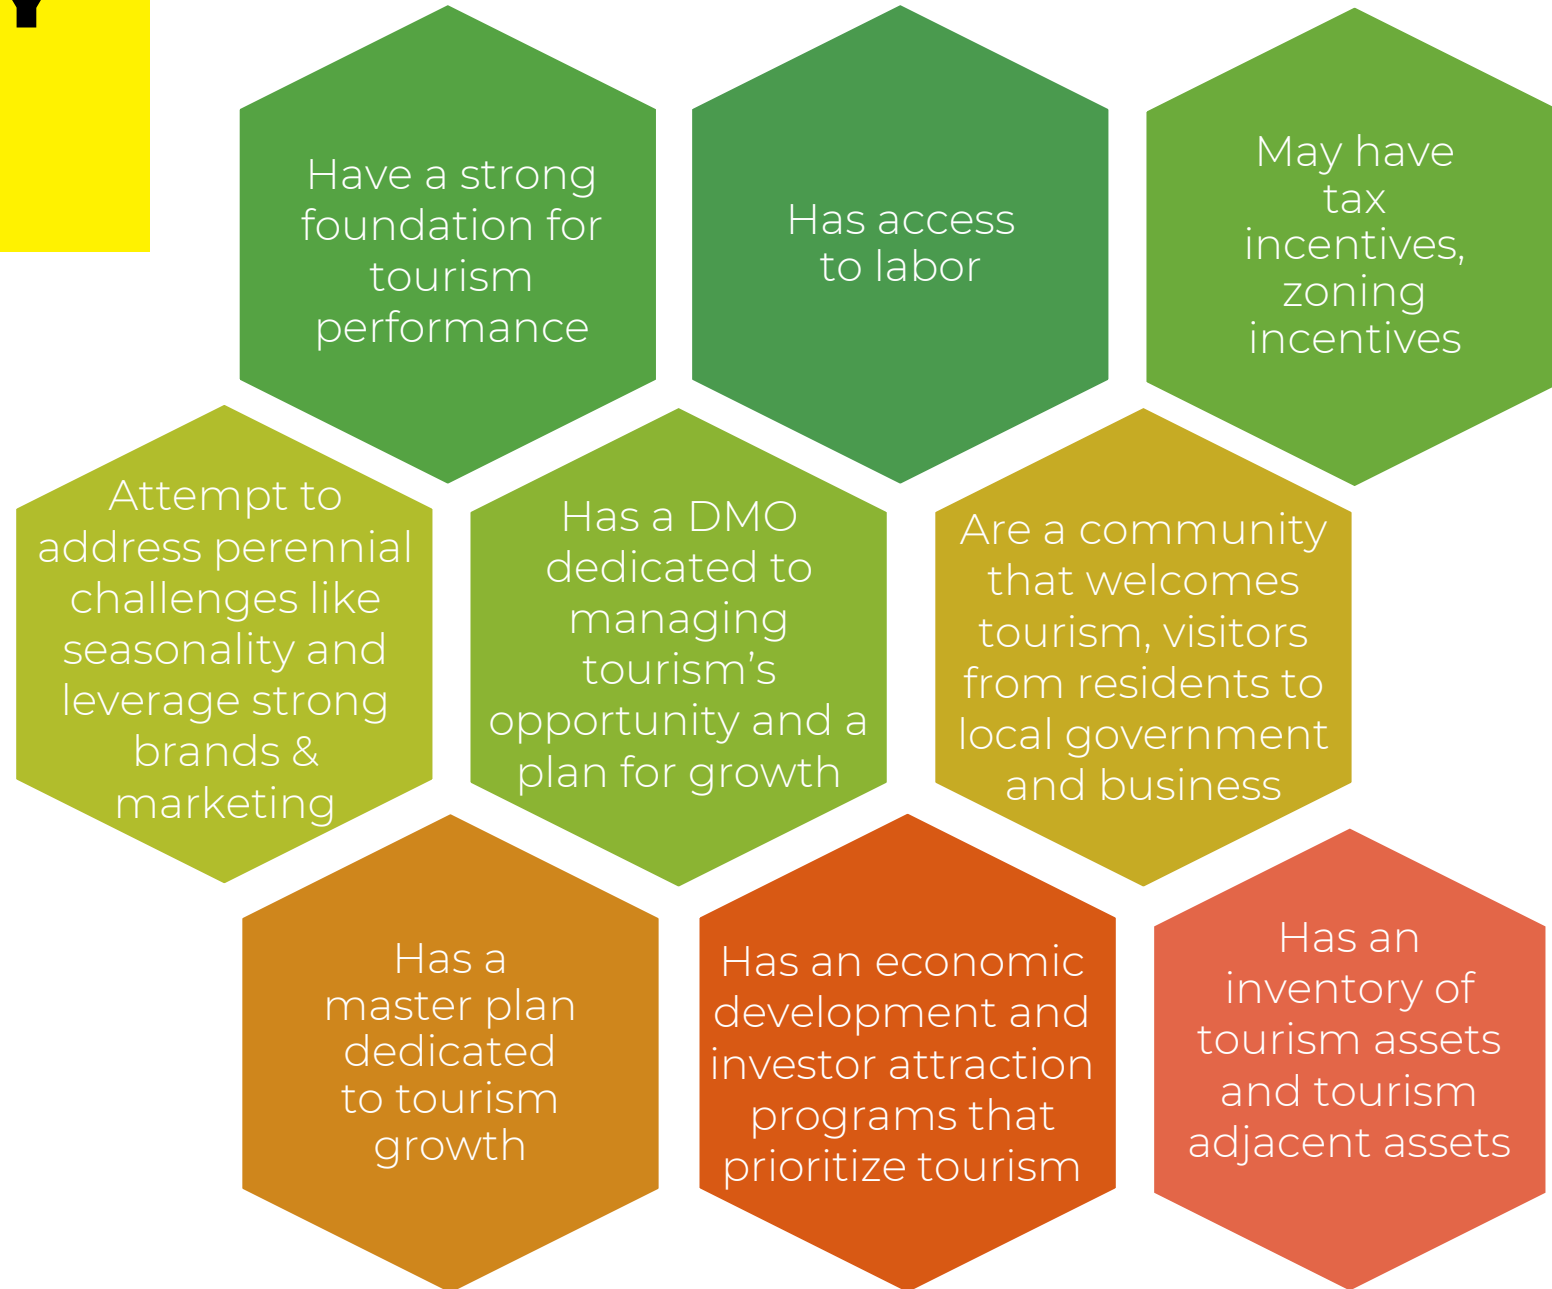 Have a strong
foundation for
tourism
performance
Has access
to labor
May have
tax
incentives,
zoning
incentives
Attempt to
address perennial
challenges like
seasonality and
leverage strong
brands &
marketing
Has a DMO
dedicated to
managing
tourism’s
opportunity and a
plan for growth
Are a community
that welcomes
tourism, visitors
from residents to
local government
and business
Has a
master plan
dedicated
to tourism
growth
Has an economic
development and
investor attraction
programs that
prioritize tourism
Has an
inventory of
tourism assets
and tourism
adjacent assets